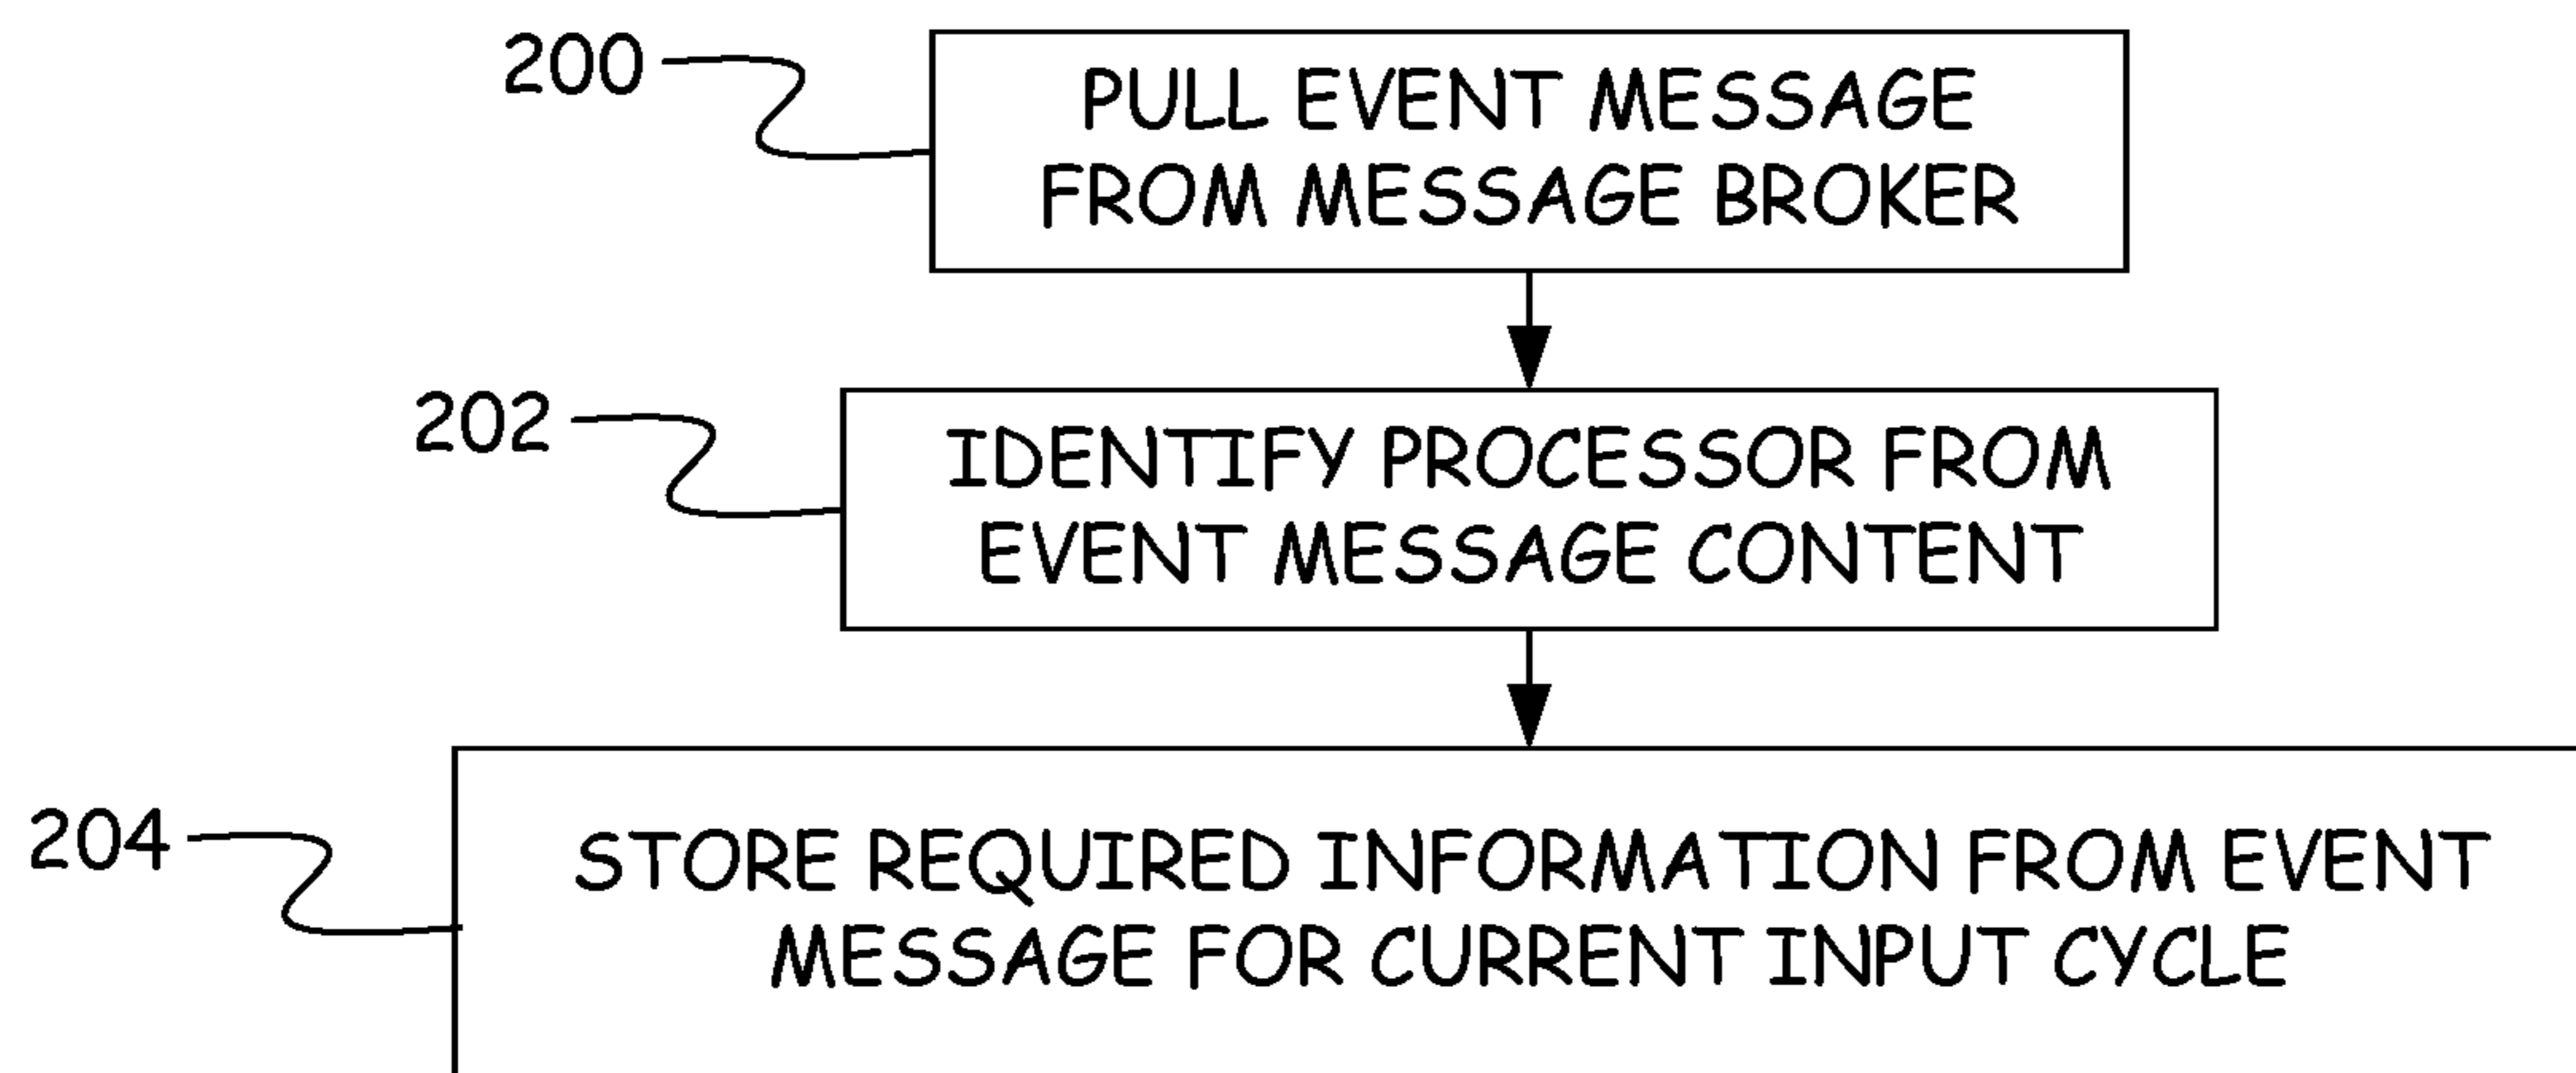 200
PULL EVENT MESSAGE
FROM MESSAGE BROKER
202
IDENTIFY PROCESSOR FROM
EVENT MESSAGE CONTENT
204
STORE REQUIRED INFORMATION FROM EVENT
MESSAGE FOR CURRENT INPUT CYCLE